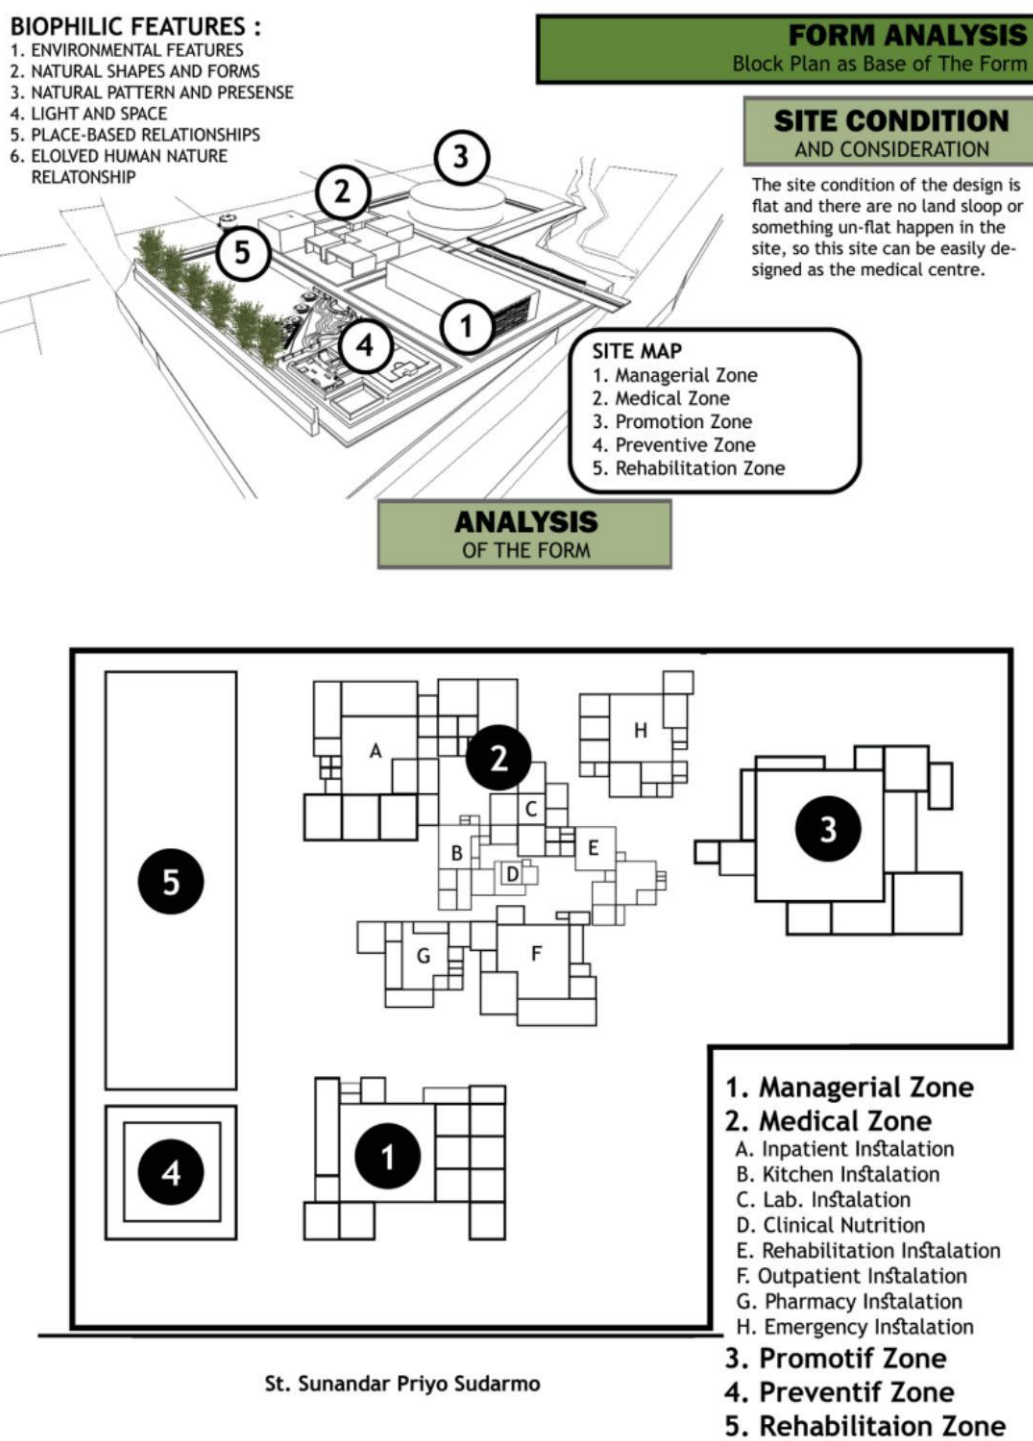 BIOPHILIC FEATURES :
1. ENVIRONMENTAL FEATURES
2. NATURAL SHAPES AND FORMS
3. NATURAL PATTERN AND PRESENSE
4. LIGHT AND SPACE
5. PLACE-BASED RELATIONSHIPS
6. ELOLVED HUMAN NATURE
RELATONSHIP
FORM ANALYSIS
Block Plan as Base of The Form
SITE CONDITION
AND CONSIDERATION
The site condition of the design is
flat and there are no land sloop or
something un-flat happen in the
site, so this site can be easily de-
signed as the medical centre.
3
2
5
1
4
SITE MAP
1. Managerial Zone
2. Medical Zone
3. Promotion Zone
4. Preventive Zone
5. Rehabilitation Zone
ANALYSIS
OF THE FORM
A
2
H
C
3
B
E
D
5
G
F
1
4
1. Managerial Zone
2. Medical Zone
A. Inpatient Instalation
B. Kitchen Instalation
C. Lab. Instalation
D. Clinical Nutrition
E. Rehabilitation Instalation
F. Outpatient Instalation
G. Pharmacy Instalation
H. Emergency Instalation
3. Promotif Zone
4. Preventif Zone
5. Rehabilitaion Zone
St. Sunandar Priyo Sudarmo